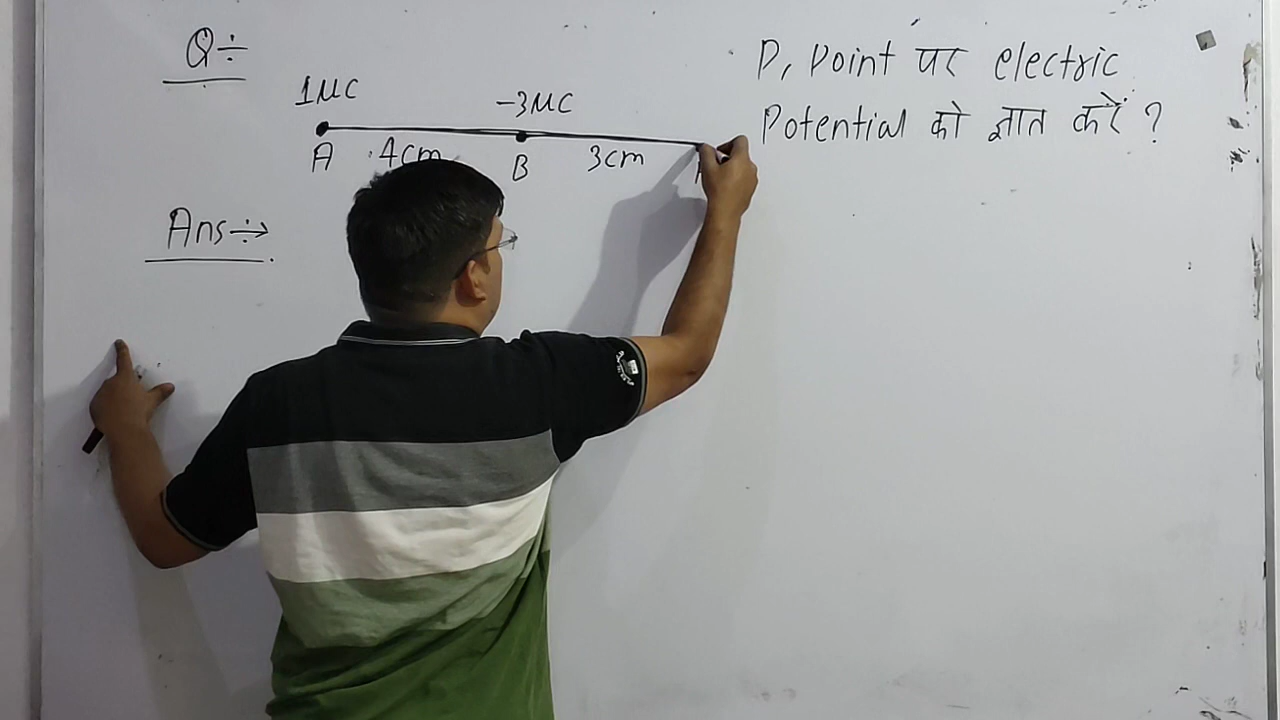 Q÷
1μC
-3μC
A
4cm
B
3cm
P, Point पर electric
Potential को ज्ञात करें ?
Ans÷→